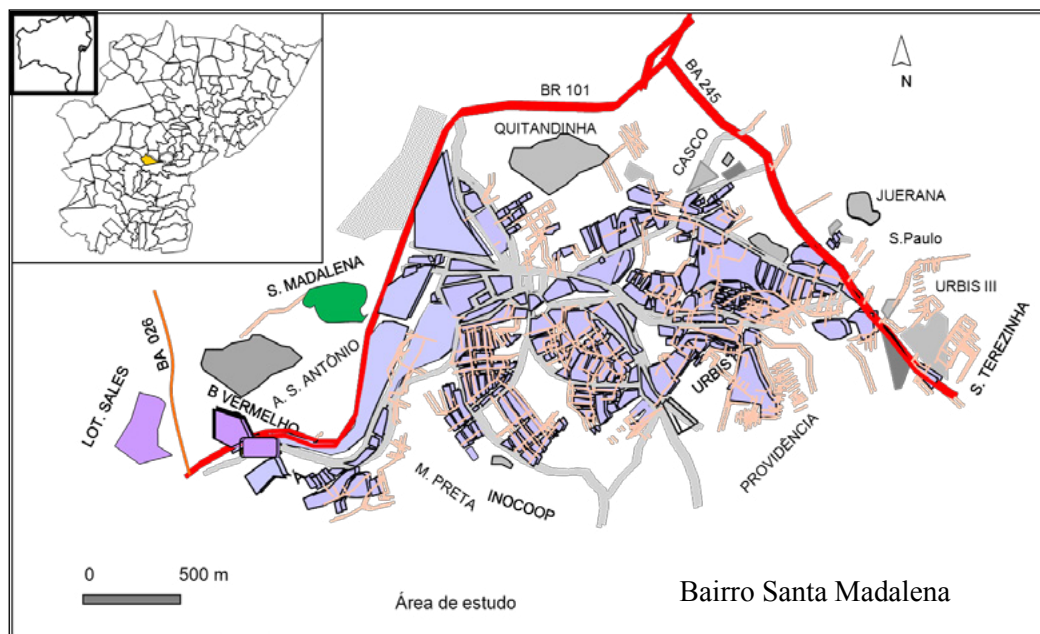 BR 101
BA 245
N
QUITANDINHA
CASCO
JUERANA
S.Paulo
URBIS III
S. TEREZINHA
S. MADALENA
BA 026
A. S. ANTÔNIO
B VERMELHO
LOT. SALES
URBIS
PROVIDÊNCIA
M. PRETA
INOCOOP
0 500 m
Área de estudo
Bairro Santa Madalena